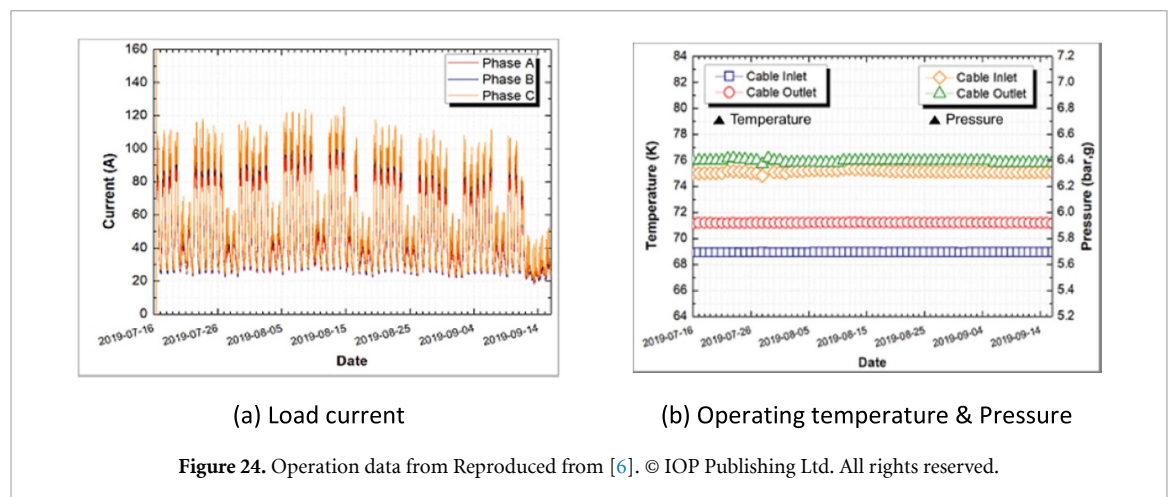 160
140
120
100
80
60
40
20
0
Current (A)
Phase A
Phase B
Phase C
2019-07-16
2019-07-26
2019-08-05
2019-08-15
2019-08-25
2019-09-04
2019-09-14
Date
84
82
80
78
76
74
72
70
68
66
64
Temperature (K)
Cable Inlet
Cable Outlet
▲ Temperature
Cable Inlet
Cable Outlet
▲ Pressure
7.2
7.0
6.8
6.6
6.4
6.2
6.0
5.8
5.6
5.4
5.2
Pressure (bar,g)
2019-07-16
2019-07-26
2019-08-05
2019-08-15
2019-08-25
2019-09-04
2019-09-14
Date
(a) Load current
(b) Operating temperature & Pressure
Figure 24. Operation data from Reproduced from [6]. © IOP Publishing Ltd. All rights reserved.